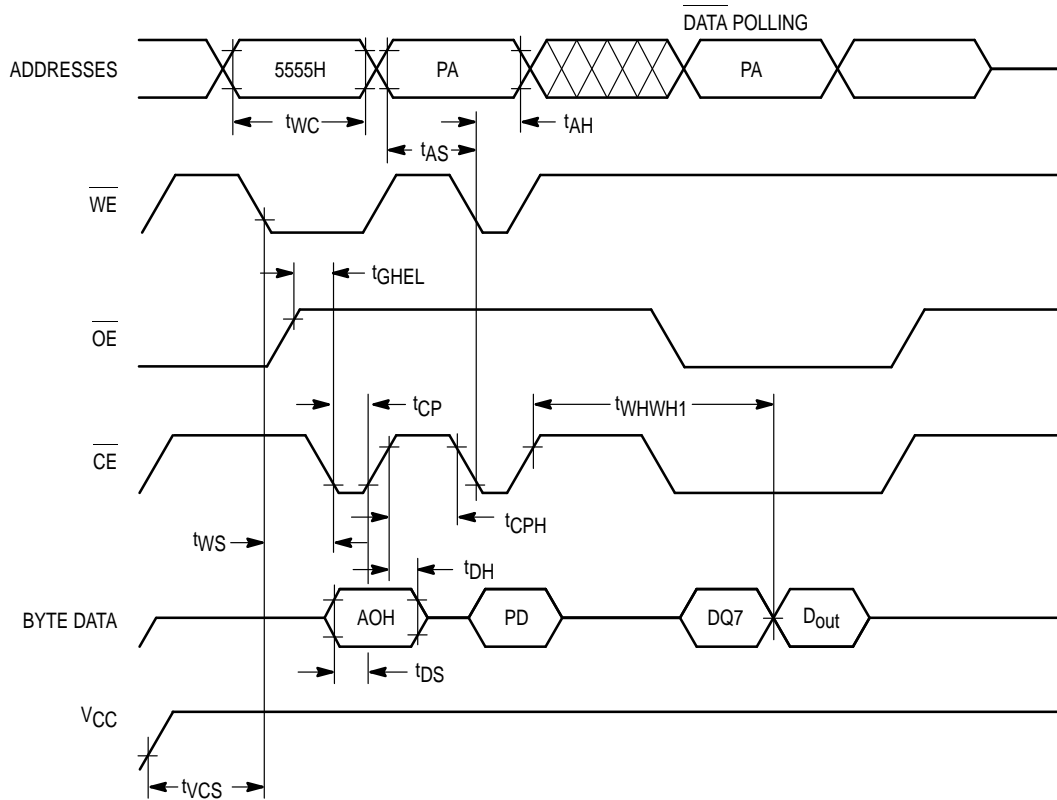 DATA POLLING
ADDRESSES 5555H PA PA
tWC tAH
tAS
WE
tGHEL
OE
tCP tWHWH1
CE
tWS tCPH
tDH
BYTE DATA AOH PD DQ7 Dout
tDS
VCC
tVCS